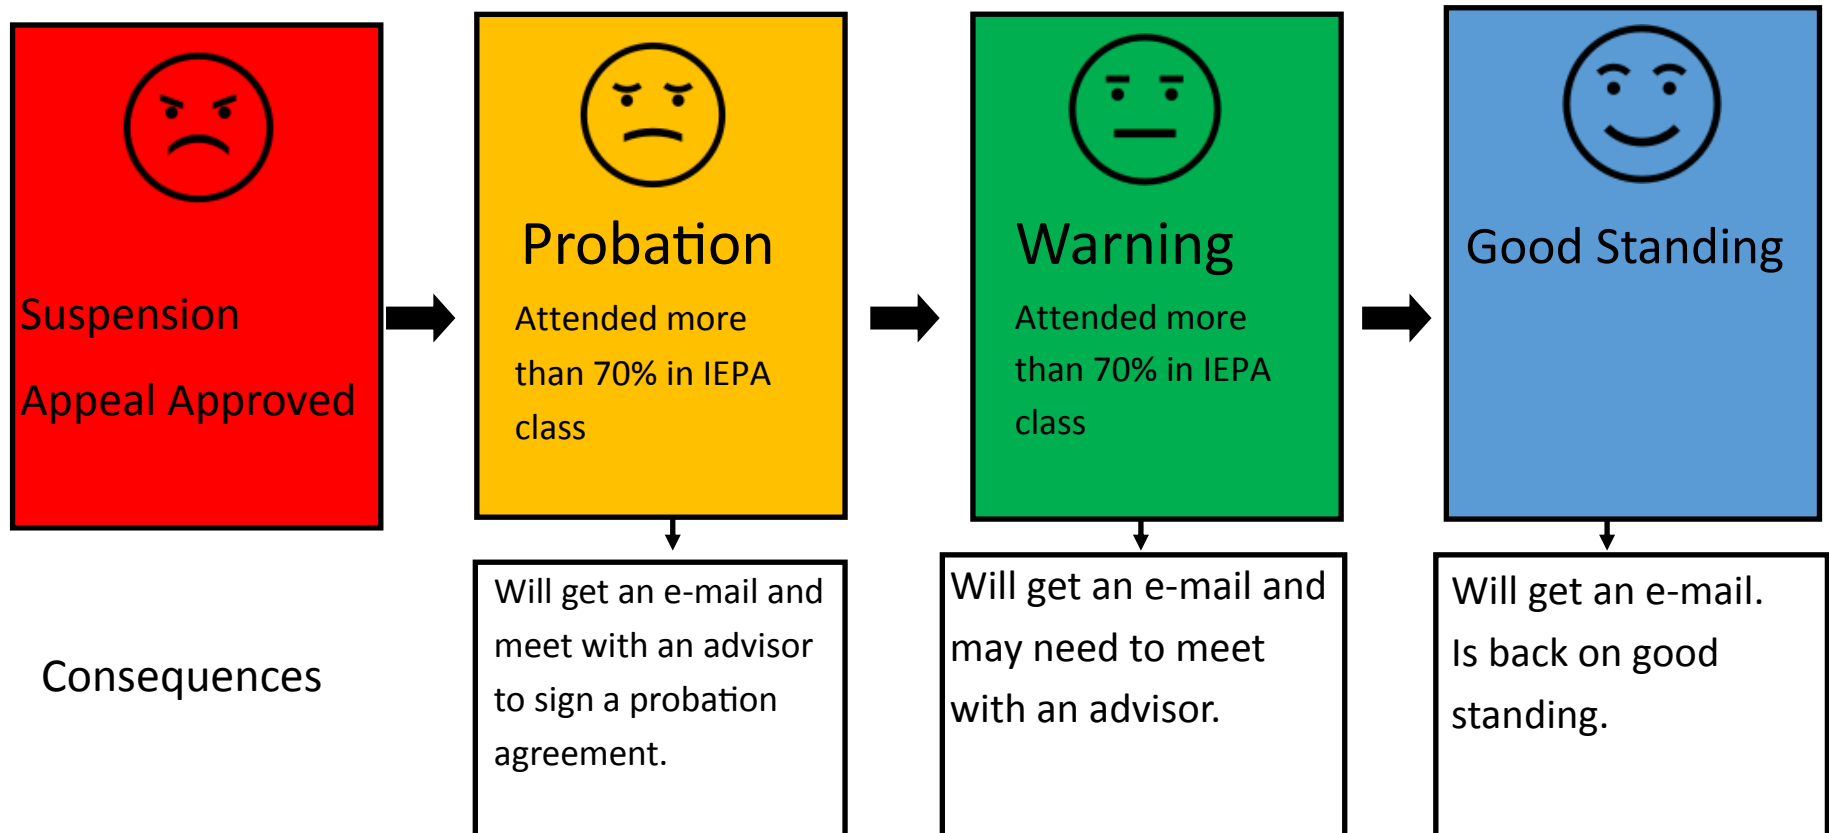 Suspension
Appeal Approved
Probation
Attended more
than 70% in IEPA
class
Warning
Attended more
than 70% in IEPA
class
Good Standing
Consequences
Will get an e-mail and
meet with an advisor
to sign a probation
agreement.
Will get an e-mail and
may need to meet
with an advisor.
Will get an e-mail.
Is back on good
standing.